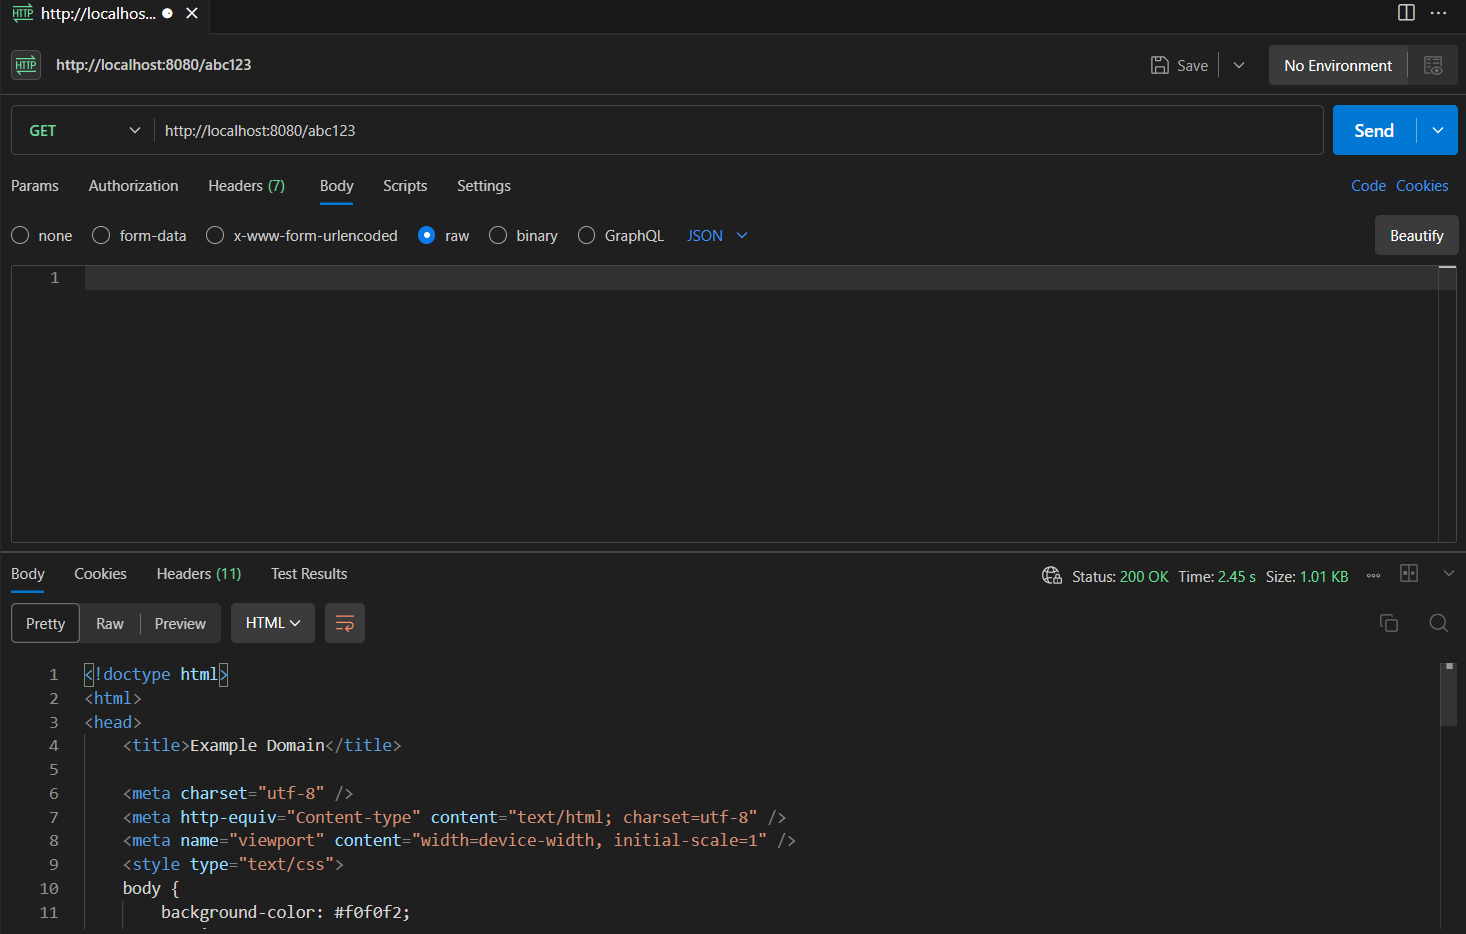 HTTP http://localhos...
HTTP http://localhost:8080/abc123 Save No Environment
GET http://localhost:8080/abc123 Send
Params Authorization Headers (7) Body Scripts Settings Code Cookies
none form-data x-www-form-urlencoded raw binary GraphQL JSON Beautify
1
Body Cookies Headers (11) Test Results Status: 200 OK Time: 2.45 s Size: 1.01 KB
Pretty Raw Preview HTML
1 <!doctype html>
2 <html>
3 <head>
4 <title>Example Domain</title>
5
6 <meta charset="utf-8" />
7 <meta http-equiv="Content-type" content="text/html; charset=utf-8" />
8 <meta name="viewport" content="width=device-width, initial-scale=1" />
9 <style type="text/css">
10 body {
11 background-color: #f0f0f2;